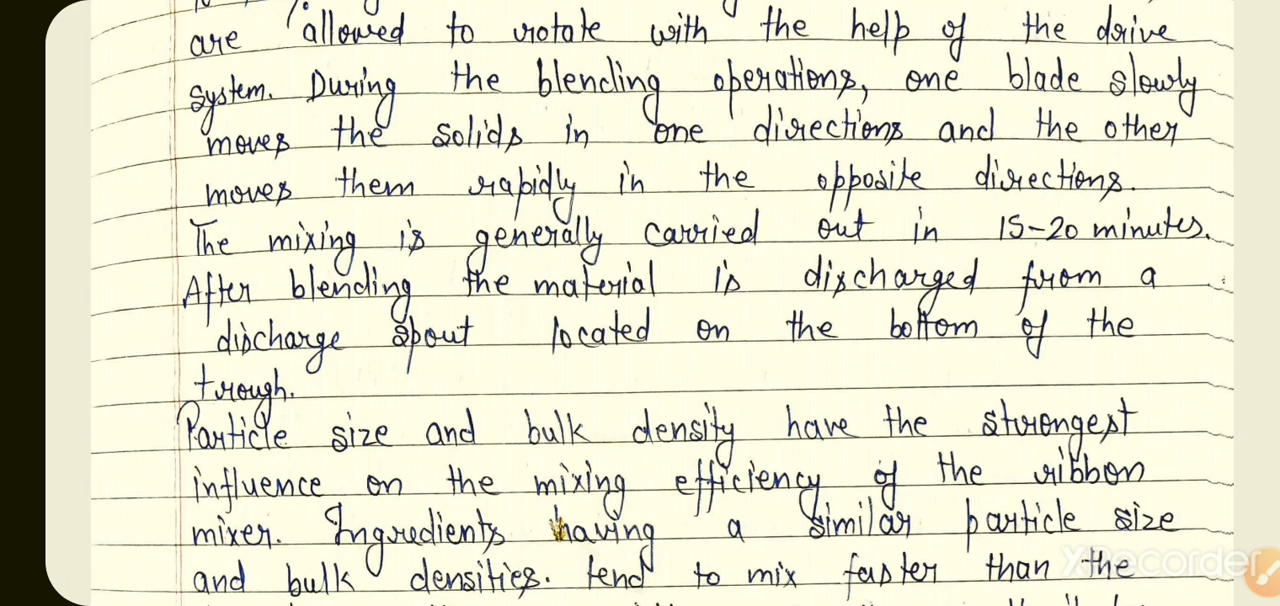 are allowed to rotate with the help of the drive
system. During the blending operations, one blade slowly
moves the solids in one directions and the other
moves them rapidly in the opposite directions.
The mixing is generally carried out in 15-20 minutes.
After blending the material is discharged from a
discharge spout located on the bottom of the
trough.
Particle size and bulk density have the strongest
influence on the mixing efficiency of the ribbon
mixer. Ingredients having a similar particle size
and bulk densities. tend to mix faster than the
XRecorder